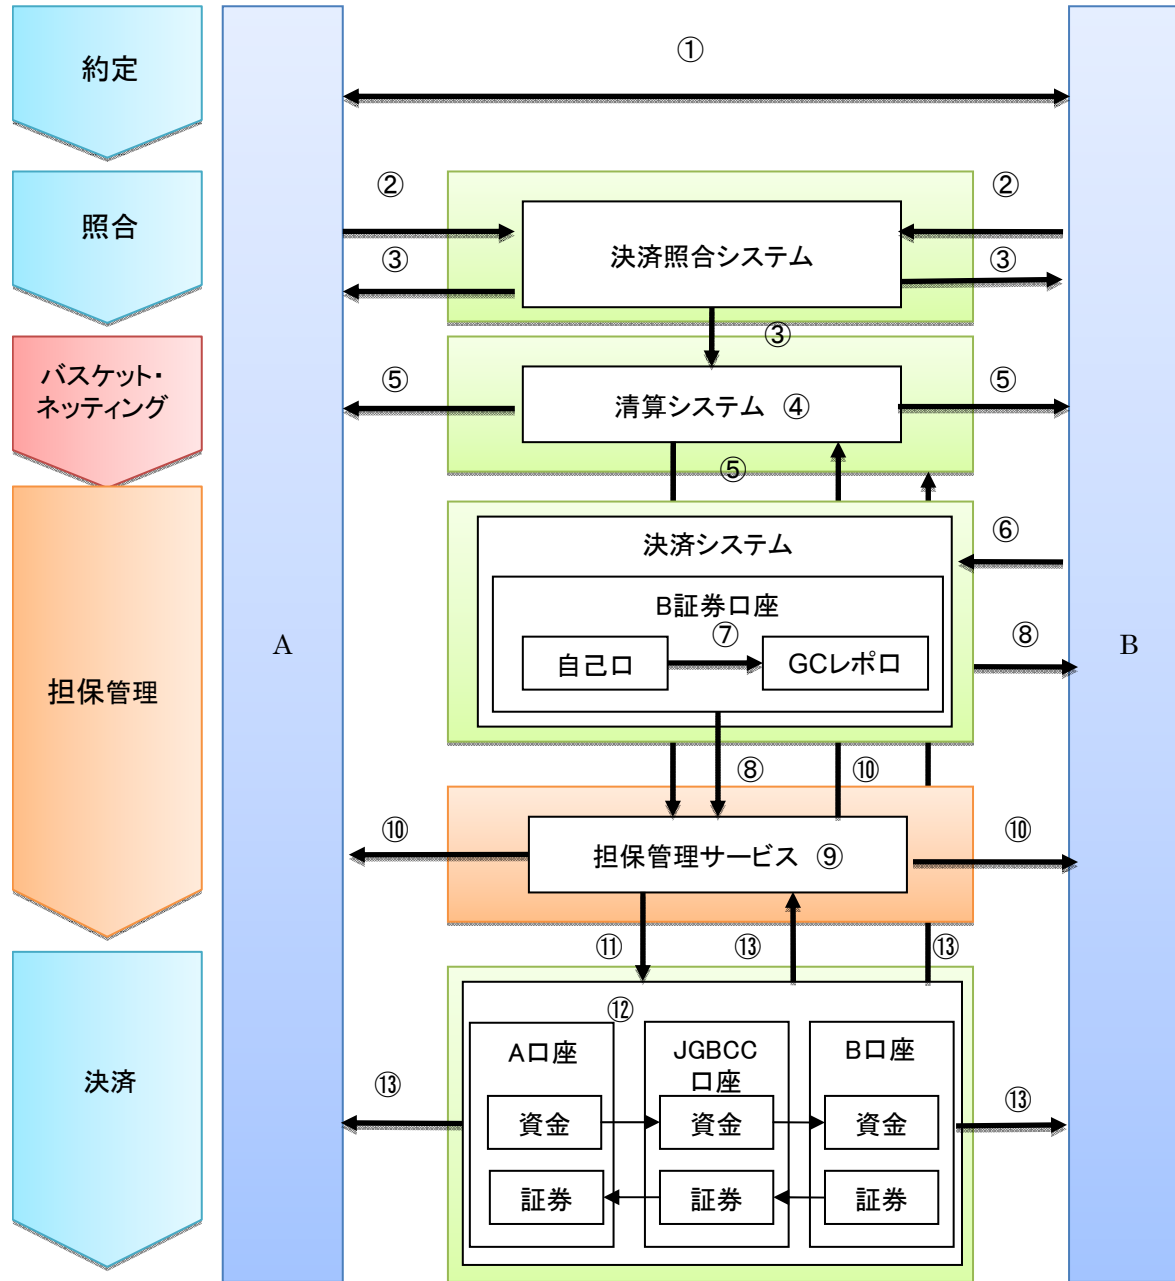 約定
①
照合
②
②
決済照合システム
③
③
③
バスケット・
ネッティング
⑤
清算システム ④
⑤
⑤
担保管理
A
B
決済システム
⑥
B証券口座
⑦
自己口
GCレポ口
⑧
⑧
⑩
⑩
担保管理サービス ⑨
⑩
決済
⑪
⑬
⑬
⑫
A口座
JGBCC
口座
B口座
⑬
資金
資金
資金
⑬
証券
証券
証券